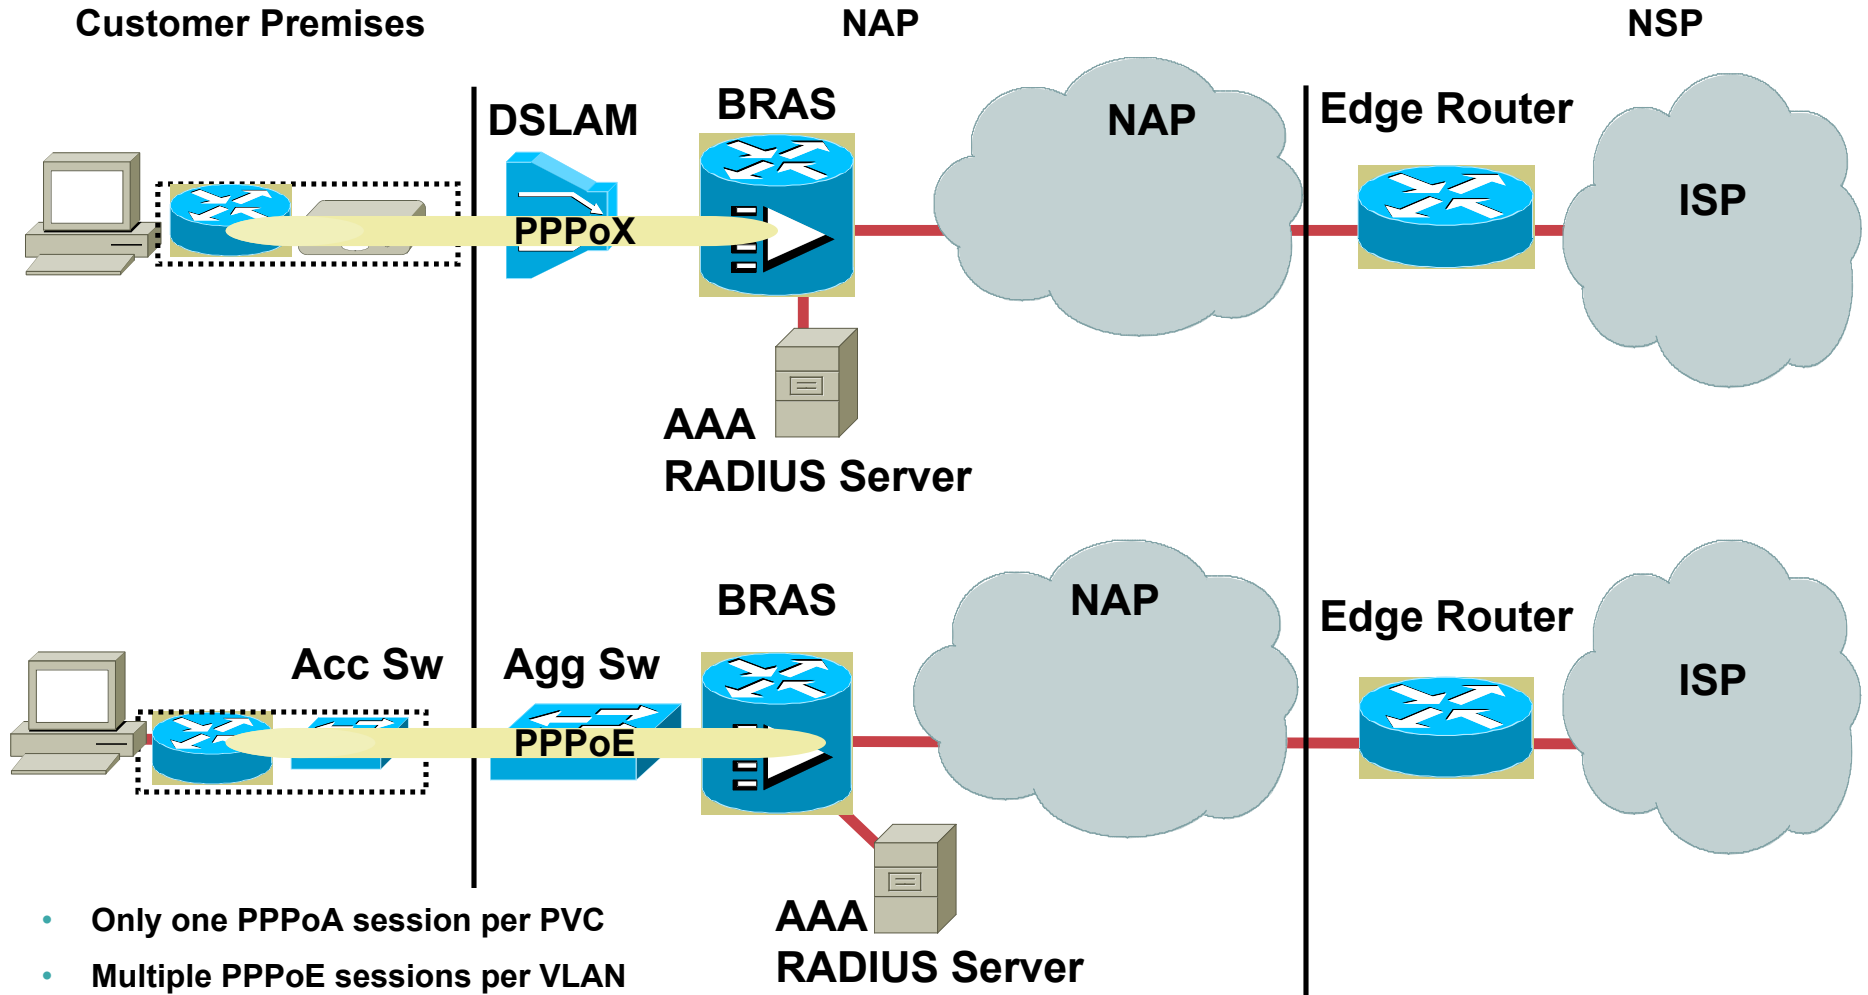 Customer Premises
NAP
NSP
DSLAM
BRAS
NAP
Edge Router
ISP
PPPoX
AAA
RADIUS Server
BRAS
NAP
Edge Router
Acc Sw
Agg Sw
ISP
PPPoE
AAA
RADIUS Server
• Only one PPPoA session per PVC
• Multiple PPPoE sessions per VLAN